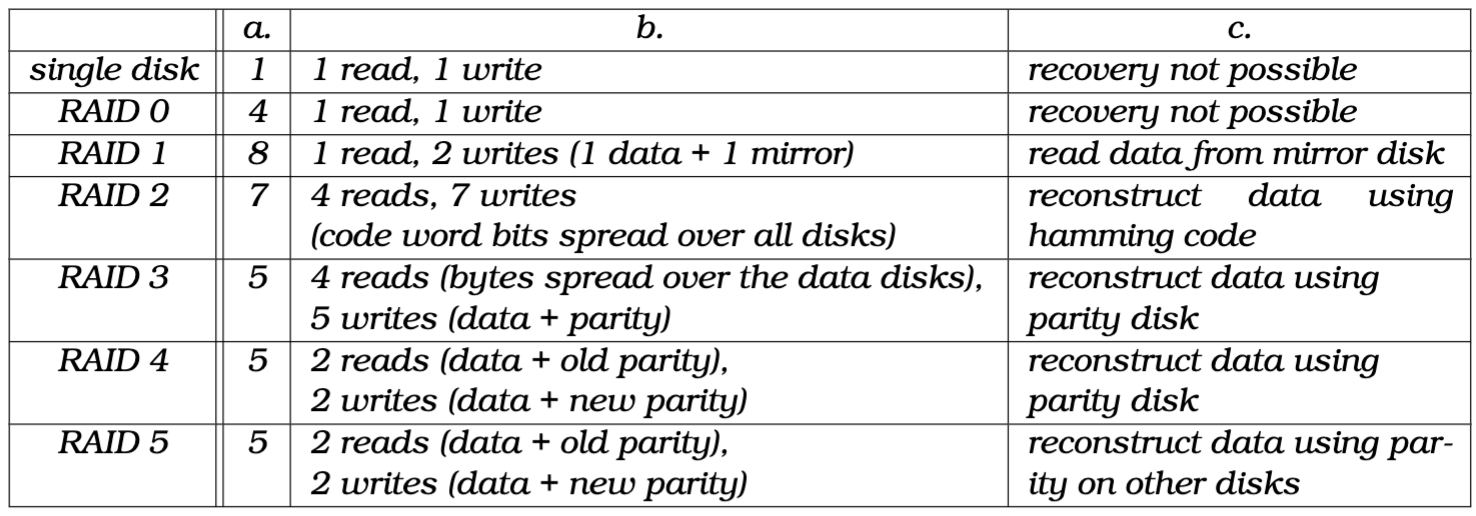 a. b. c.
single disk 1 1 read, 1 write recovery not possible
RAID 0 4 1 read, 1 write recovery not possible
RAID 1 8 1 read, 2 writes (1 data + 1 mirror) read data from mirror disk
RAID 2 7 4 reads, 7 writes reconstruct data using
(code word bits spread over all disks) hamming code
RAID 3 5 4 reads (bytes spread over the data disks), reconstruct data using
5 writes (data + parity) parity disk
RAID 4 5 2 reads (data + old parity), reconstruct data using
2 writes (data + new parity) parity disk
RAID 5 5 2 reads (data + old parity), reconstruct data using par-
2 writes (data + new parity) ity on other disks